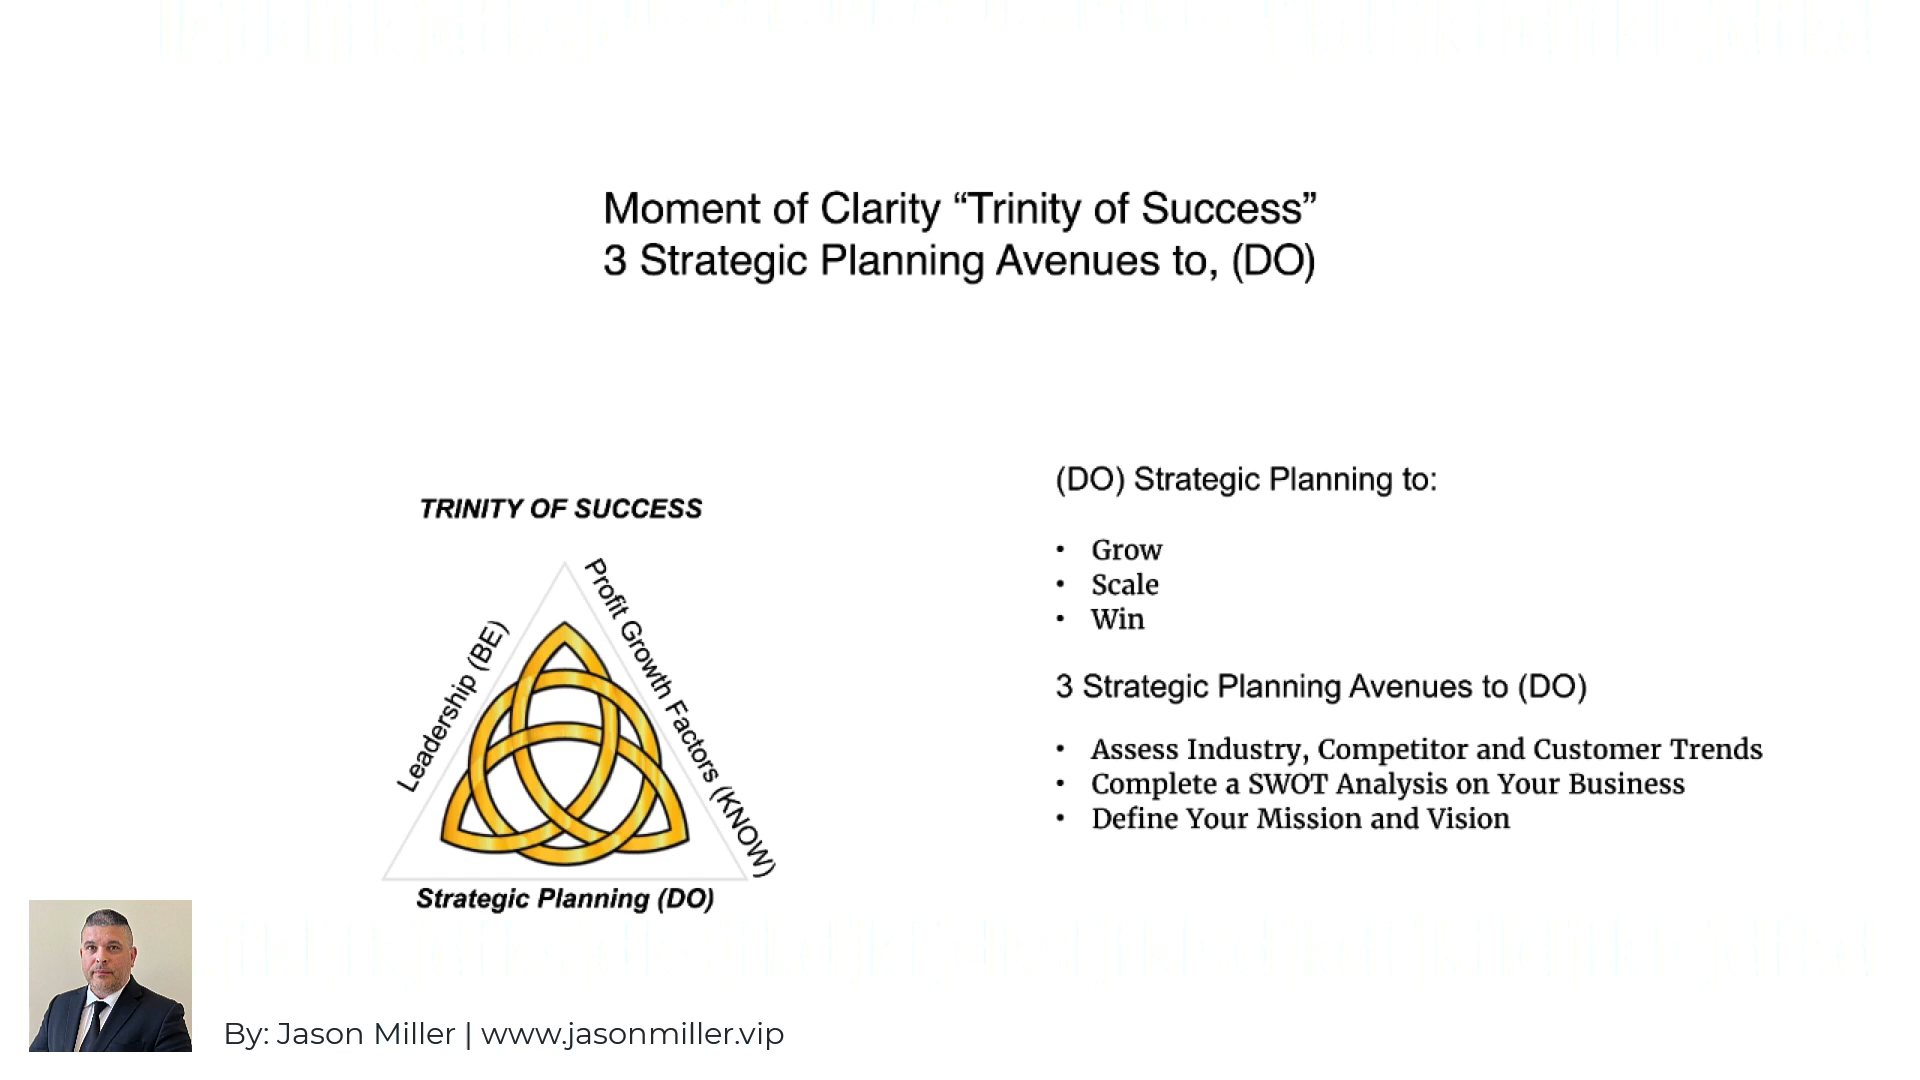 Moment of Clarity “Trinity of Success”
3 Strategic Planning Avenues to, (DO)
TRINITY OF SUCCESS
Leadership (BE)
Profit Growth Factors (KNOW)
Strategic Planning (DO)
(DO) Strategic Planning to:
• Grow
• Scale
• Win
3 Strategic Planning Avenues to (DO)
• Assess Industry, Competitor and Customer Trends
• Complete a SWOT Analysis on Your Business
• Define Your Mission and Vision
By: Jason Miller | www.jasonmiller.vip